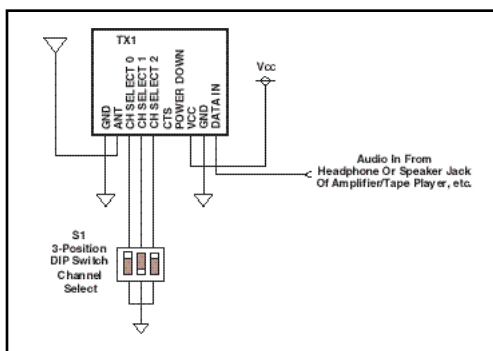 TX1
GND
ANT
CH SELECT 0
CH SELECT 1
CH SELECT 2
CTS
POWER DOWN
VCC
GND
DATA IN
Vcc
Audio In From
Headphone Or Speaker Jack
Of Amplifier/Tape Player, etc.
S1
3-Position
DIP Switch
Channel
Select